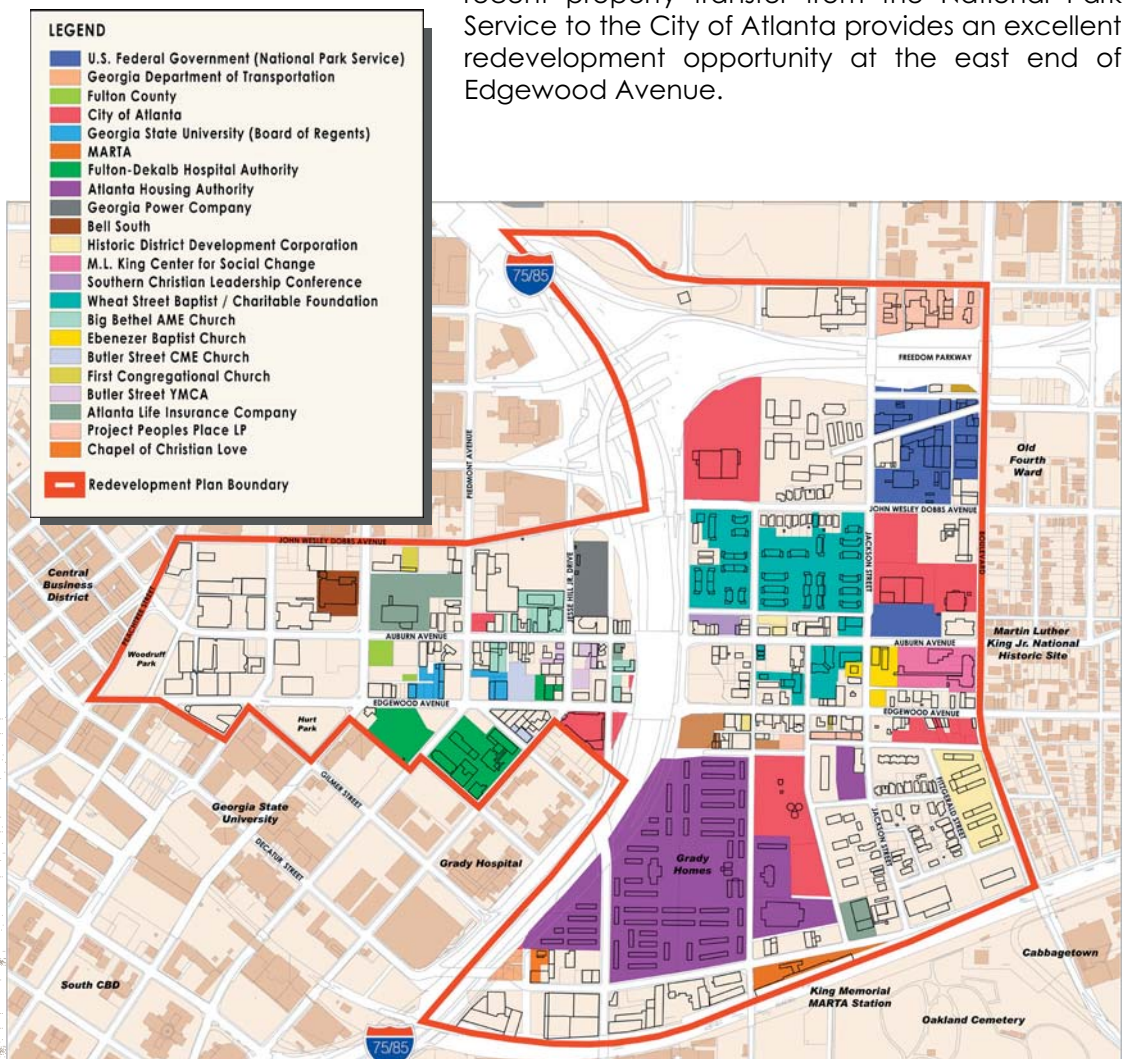 recent property transfer from the National Park
Service to the City of Atlanta provides an excellent
redevelopment opportunity at the east end of
Edgewood Avenue.
LEGEND
U.S. Federal Government (National Park Service)
Georgia Department of Transportation
Fulton County
City of Atlanta
Georgia State University (Board of Regents)
MARTA
Fulton-Dekalb Hospital Authority
Atlanta Housing Authority
Georgia Power Company
Bell South
Historic District Development Corporation
M.L. King Center for Social Change
Southern Christian Leadership Conference
Wheat Street Baptist / Charitable Foundation
Big Bethel AME Church
Ebenezer Baptist Church
Butler Street CME Church
First Congregational Church
Butler Street YMCA
Atlanta Life Insurance Company
Project Peoples Place LP
Chapel of Christian Love
Redevelopment Plan Boundary
75/85
FREEDOM PARKWAY
PIEDMONT AVENUE
Old
Fourth
Ward
JOHN WESLEY DOBBS AVENUE
JOHN WESLEY DOBBS AVENUE
JACKSON STREET
BOULEVARD
Central
Business
District
JESSE HILL JR. DRIVE
PEACHTREE STREET
AUBURN AVENUE
AUBURN AVENUE
Martin Luther
King Jr. National
Historic Site
Woodruff
Park
EDGEWOOD AVENUE
EDGEWOOD AVENUE
Hurt
Park
GILMER STREET
Georgia State
University
DECATUR STREET
Grady Hospital
Grady
Homes
JACKSON STREET
FITZGERALD STREET
Cabbagetown
South CBD
King Memorial
MARTA Station
Oakland Cemetery
75/85